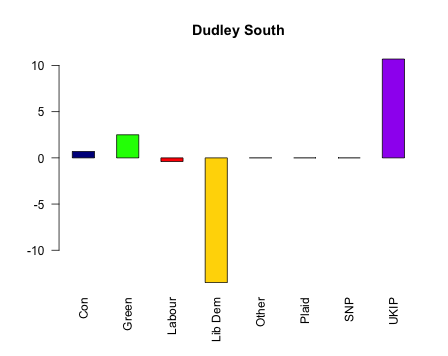 Dudley South
10
5
0
-5
-10
Con
Green
Labour
Lib Dem
Other
Plaid
SNP
UKIP